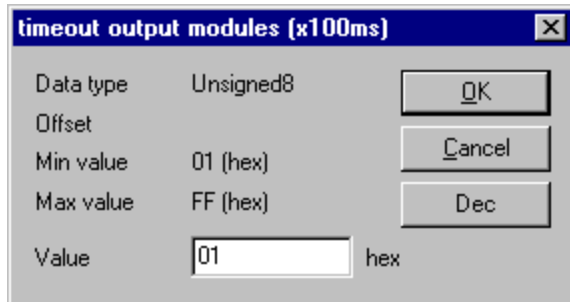 timeout output modules (x100ms)
Data type Unsigned8
OK
Offset
Cancel
Min value 01 (hex)
Max value FF (hex)
Dec
Value 01 hex